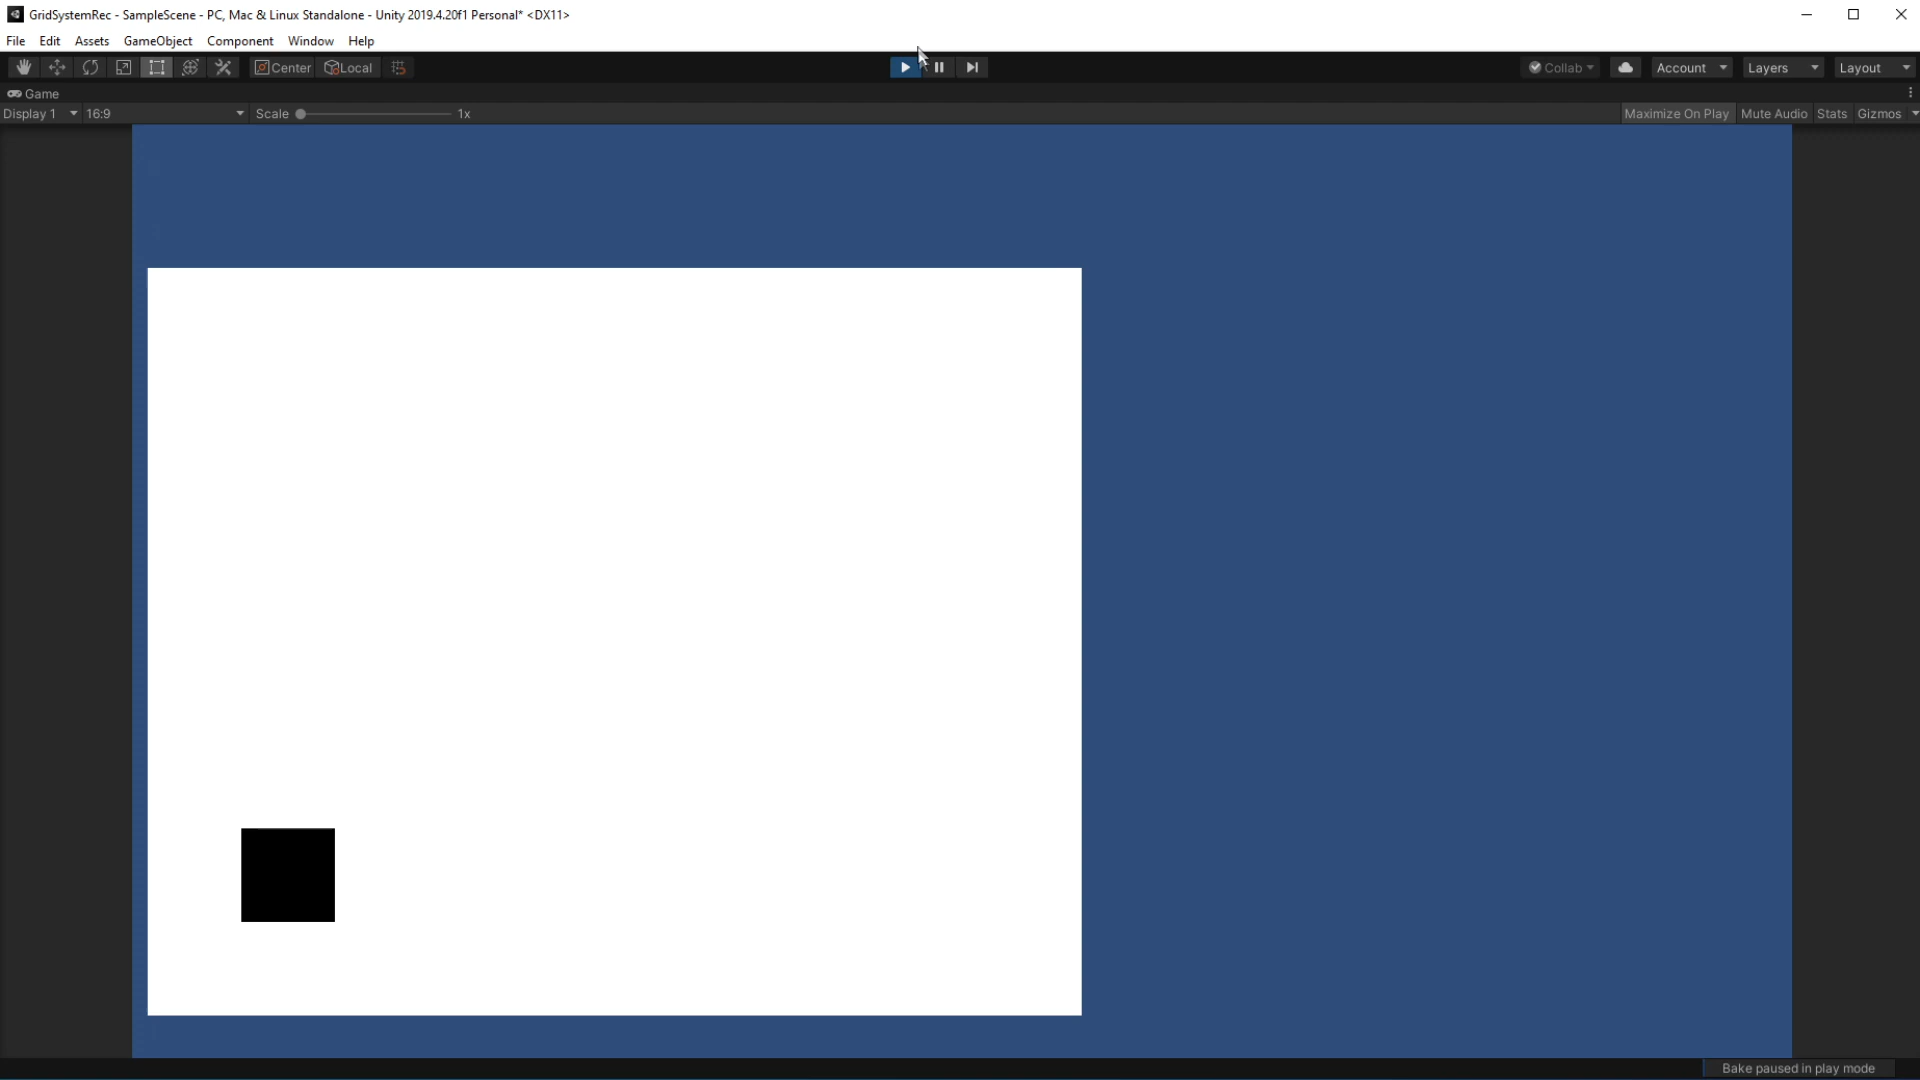 GridSystemRec - SampleScene - PC, Mac & Linux Standalone - Unity 2019.4.20f1 Personal* <DX11>
File Edit Assets GameObject Component Window Help
Center Local Collab Account Layers Layout
Game
Display 1 16:9 Scale 1x Maximize On Play Mute Audio Stats Gizmos
Bake paused in play mode